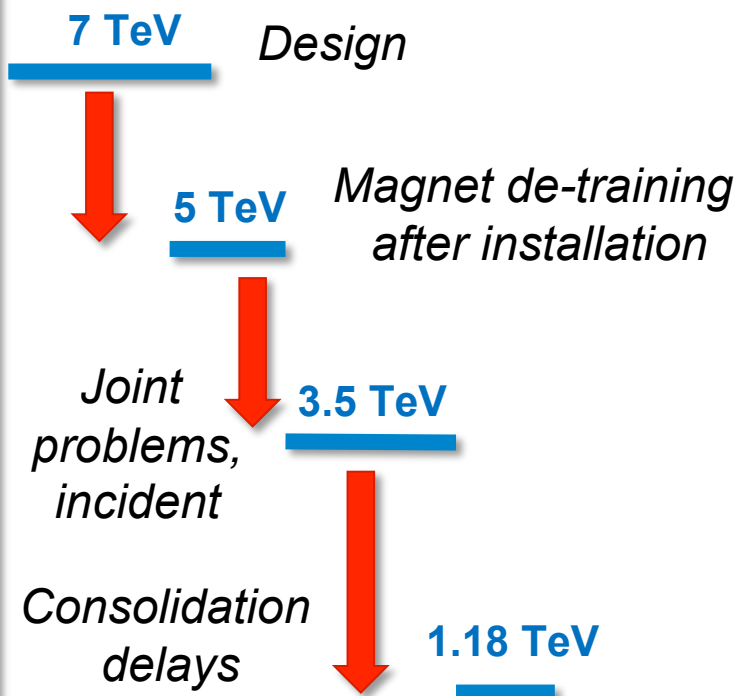 7 TeV
Design
5 TeV
Magnet de-training
after installation
Joint
problems,
incident
3.5 TeV
Consolidation
delays
1.18 TeV